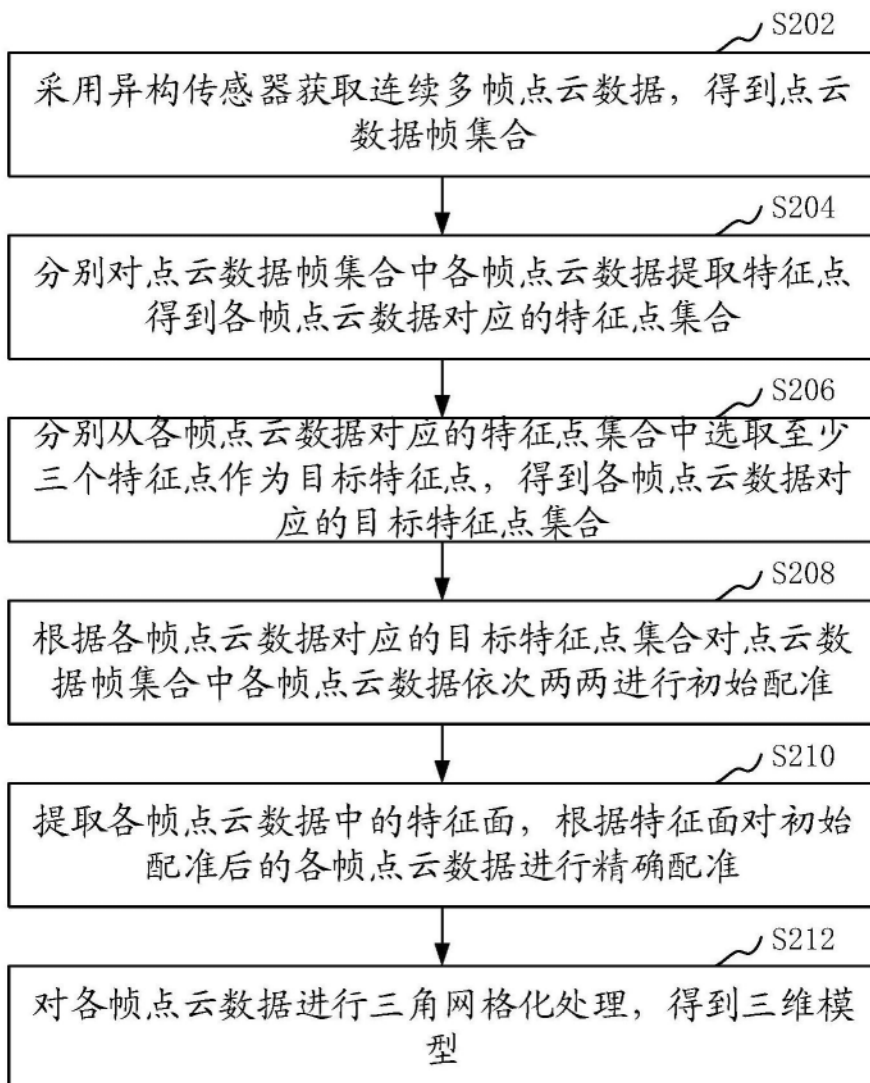 S202
采用异构传感器获取连续多帧点云数据，得到点云
数据帧集合
S204
分别对点云数据帧集合中各帧点云数据提取特征点
得到各帧点云数据对应的特征点集合
S206
分别从各帧点云数据对应的特征点集合中选取至少
三个特征点作为目标特征点，得到各帧点云数据对
应的目标特征点集合
S208
根据各帧点云数据对应的目标特征点集合对点云数
据帧集合中各帧点云数据依次两两进行初始配准
S210
提取各帧点云数据中的特征面，根据特征面对初始
配准后的各帧点云数据进行精确配准
S212
对各帧点云数据进行三角网格化处理，得到三维模
型